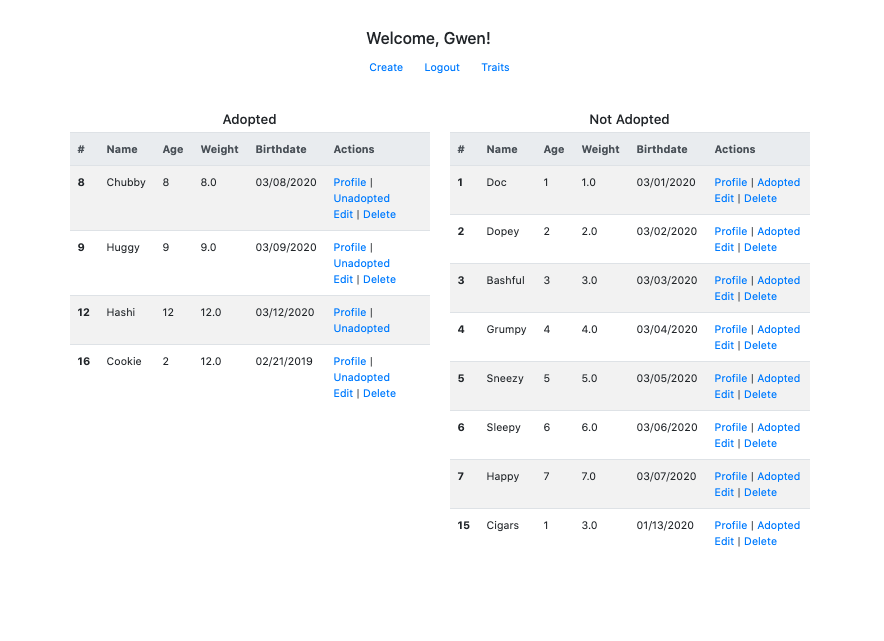 Welcome, Gwen!
Create Logout Traits
Adopted
# Name Age Weight Birthdate Actions
8 Chubby 8 8.0 03/08/2020 Profile |
Unadopted
Edit | Delete
9 Huggy 9 9.0 03/09/2020 Profile |
Unadopted
Edit | Delete
12 Hashi 12 12.0 03/12/2020 Profile |
Unadopted
16 Cookie 2 12.0 02/21/2019 Profile |
Unadopted
Edit | Delete
Not Adopted
# Name Age Weight Birthdate Actions
1 Doc 1 1.0 03/01/2020 Profile | Adopted
Edit | Delete
2 Dopey 2 2.0 03/02/2020 Profile | Adopted
Edit | Delete
3 Bashful 3 3.0 03/03/2020 Profile | Adopted
Edit | Delete
4 Grumpy 4 4.0 03/04/2020 Profile | Adopted
Edit | Delete
5 Sneezy 5 5.0 03/05/2020 Profile | Adopted
Edit | Delete
6 Sleepy 6 6.0 03/06/2020 Profile | Adopted
Edit | Delete
7 Happy 7 7.0 03/07/2020 Profile | Adopted
Edit | Delete
15 Cigars 1 3.0 01/13/2020 Profile | Adopted
Edit | Delete